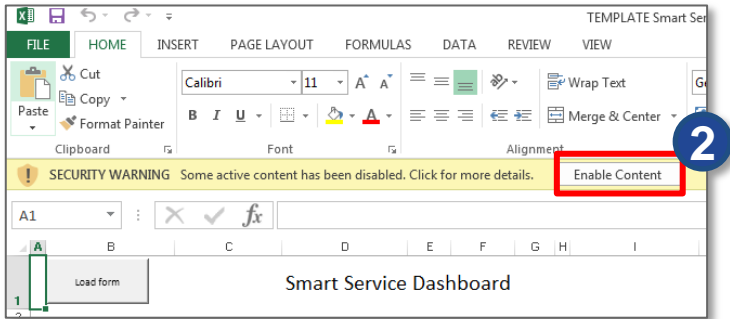 TEMPLATE Smart Ser
FILE HOME INSERT PAGE LAYOUT FORMULAS DATA REVIEW VIEW
Cut
Calibri 11 A A Wrap Text
Copy
Paste
Format Painter B I U A Merge & Center
2
Clipboard Font Alignment
SECURITY WARNING Some active content has been disabled. Click for more details. Enable Content
A1 fx
A B C D E F G H I
Load form Smart Service Dashboard
1